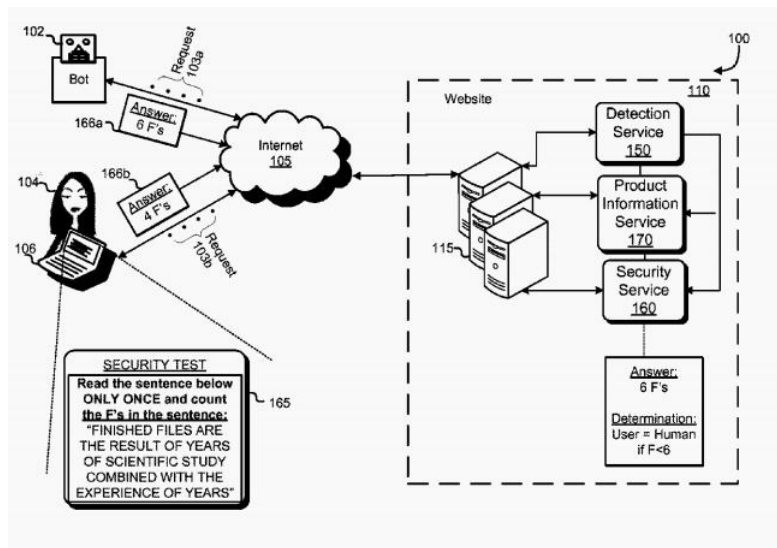 102
Bot
Request
103a
Answer:
6 F's
166a
Internet
105
104
166b
Answer:
4 F's
Request
103b
106
SECURITY TEST
Read the sentence below
ONLY ONCE and count
the F's in the sentence:
"FINISHED FILES ARE
THE RESULT OF YEARS
OF SCIENTIFIC STUDY
COMBINED WITH THE
EXPERIENCE OF YEARS"
165
100
110
Website
115
Detection
Service
150
Product
Information
Service
170
Security
Service
160
Answer:
6 F's
Determination:
User = Human
if F<6